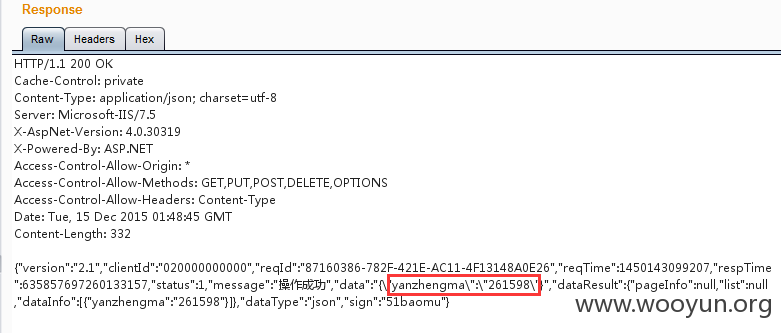 Response
Raw Headers Hex
HTTP/1.1 200 OK
Cache-Control: private
Content-Type: application/json; charset=utf-8
Server: Microsoft-IIS/7.5
X-AspNet-Version: 4.0.30319
X-Powered-By: ASP.NET
Access-Control-Allow-Origin: *
Access-Control-Allow-Methods: GET,PUT,POST,DELETE,OPTIONS
Access-Control-Allow-Headers: Content-Type
Date: Tue, 15 Dec 2015 01:48:45 GMT
Content-Length: 332
{"version":"2.1","clientId":"020000000000","reqId":"87160386-782F-421E-AC11-4F13148A0E26","reqTime":1450143099207,"respTime
":635857697260133157,"status":1,"message":"操作成功","data":"{\"yanzhengma\":\"261598\"}","dataResult":{"pageInfo":null,"list":null
,"dataInfo":[{"yanzhengma":"261598"}]},"dataType":"json","sign":"51baomu"}
www.wooyun.org